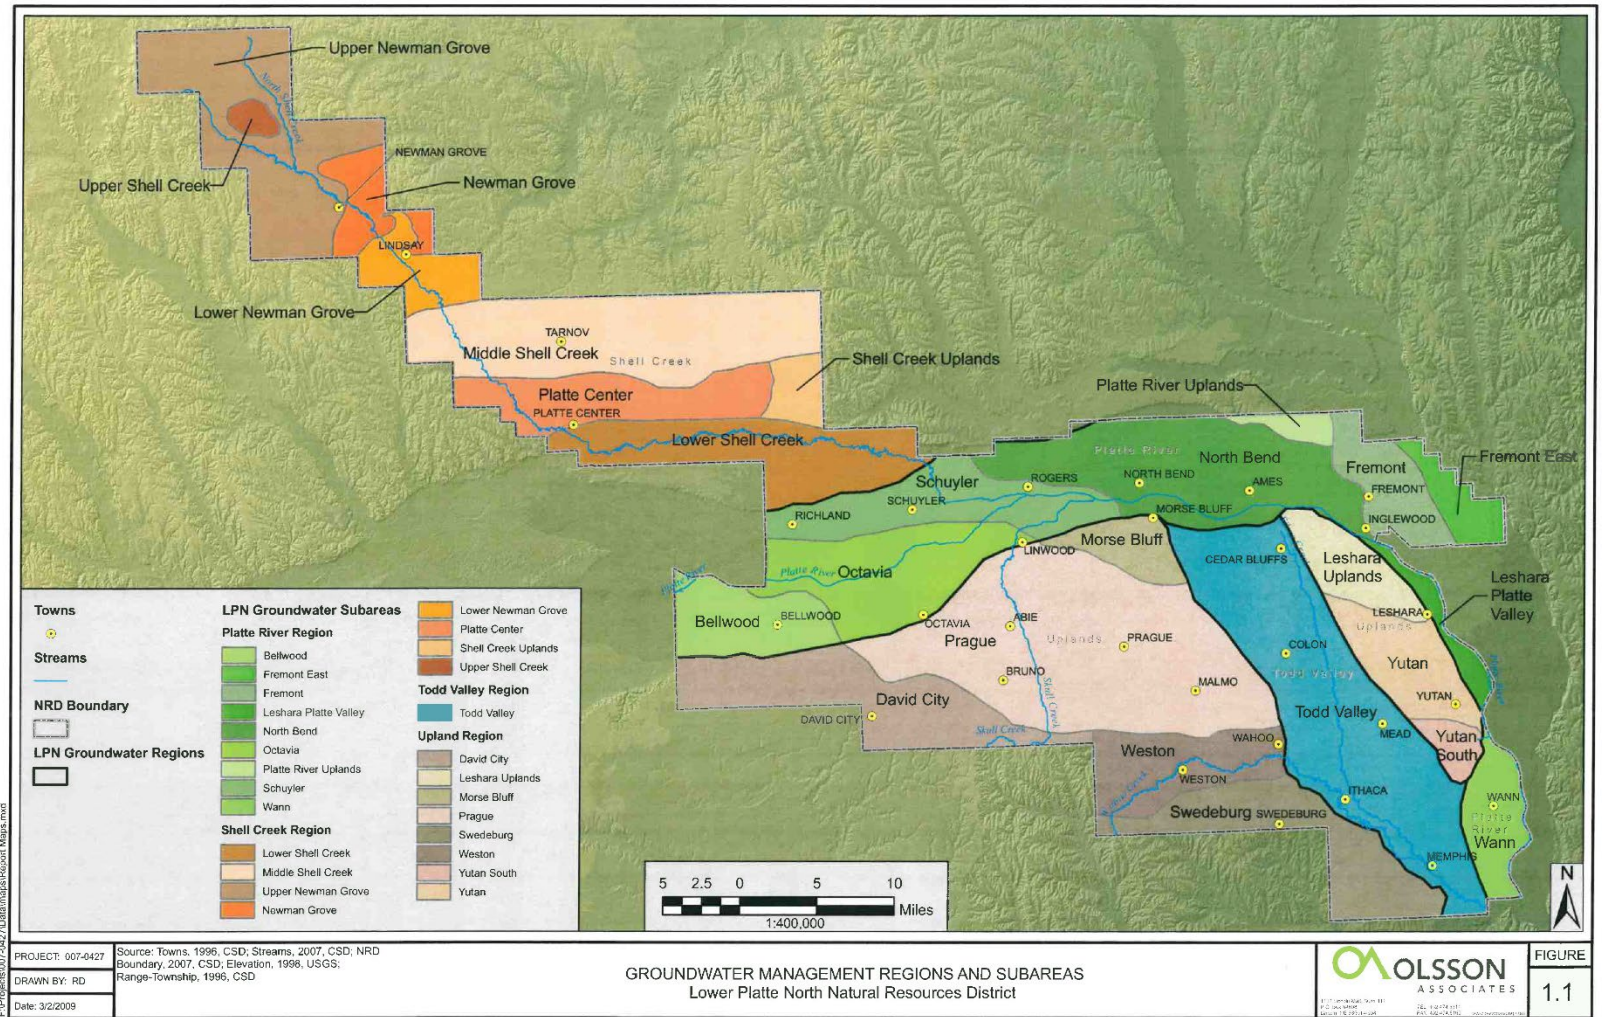 Upper Newman Grove
North Shell Creek
NEWMAN GROVE
Newman Grove
Upper Shell Creek
LINDSAY
Lower Newman Grove
TARNOV
Middle Shell Creek
Shell Creek
Shell Creek Uplands
Platte Center
PLATTE CENTER
Platte River Uplands
Lower Shell Creek
Platte River
North Bend
Fremont East
Fremont
Schuyler
ROGERS
NORTH BEND
AMES
FREMONT
SCHUYLER
RICHLAND
MORSE BLUFF
INGLEWOOD
Morse Bluff
LINWOOD
CEDAR BLUFFS
Leshara
Uplands
Platte River
Octavia
Platte River
Leshara
Platte
Valley
LESHARA
Uplands
Bellwood
BELLWOOD
OCTAVIA
ABIE
Prague
Uplands
PRAGUE
COLON
Yutan
Todd Valley
BRUNO
MALMO
Skull Creek
YUTAN
David City
DAVID CITY
Todd Valley
MEAD
Skull Creek
Weston
WAHOO
Yutan
South
WESTON
ITHACA
WANN
Platte
River
Wann
Swedeburg
SWEDEBURG
MEMPHIS
Towns
Streams
NRD Boundary
LPN Groundwater Regions
LPN Groundwater Subareas
Platte River Region
Bellwood
Fremont East
Fremont
Leshara Platte Valley
North Bend
Octavia
Platte River Uplands
Schuyler
Wann
Shell Creek Region
Lower Shell Creek
Middle Shell Creek
Upper Newman Grove
Newman Grove
Lower Newman Grove
Platte Center
Shell Creek Uplands
Upper Shell Creek
Todd Valley Region
Todd Valley
Upland Region
David City
Leshara Uplands
Morse Bluff
Prague
Swedeburg
Weston
Yutan South
Yutan
5 2.5 0 5 10
Miles
1:400,000
N
PROJECT: 007-0427
DRAWN BY: RD
Date: 3/2/2009
Source: Towns, 1996, CSD; Streams, 2007, CSD; NRD
Boundary, 2007, CSD; Elevation, 1998, USGS;
Range-Township, 1996, CSD
GROUNDWATER MANAGEMENT REGIONS AND SUBAREAS
Lower Platte North Natural Resources District
OLSSON
ASSOCIATES
FIGURE
1.1